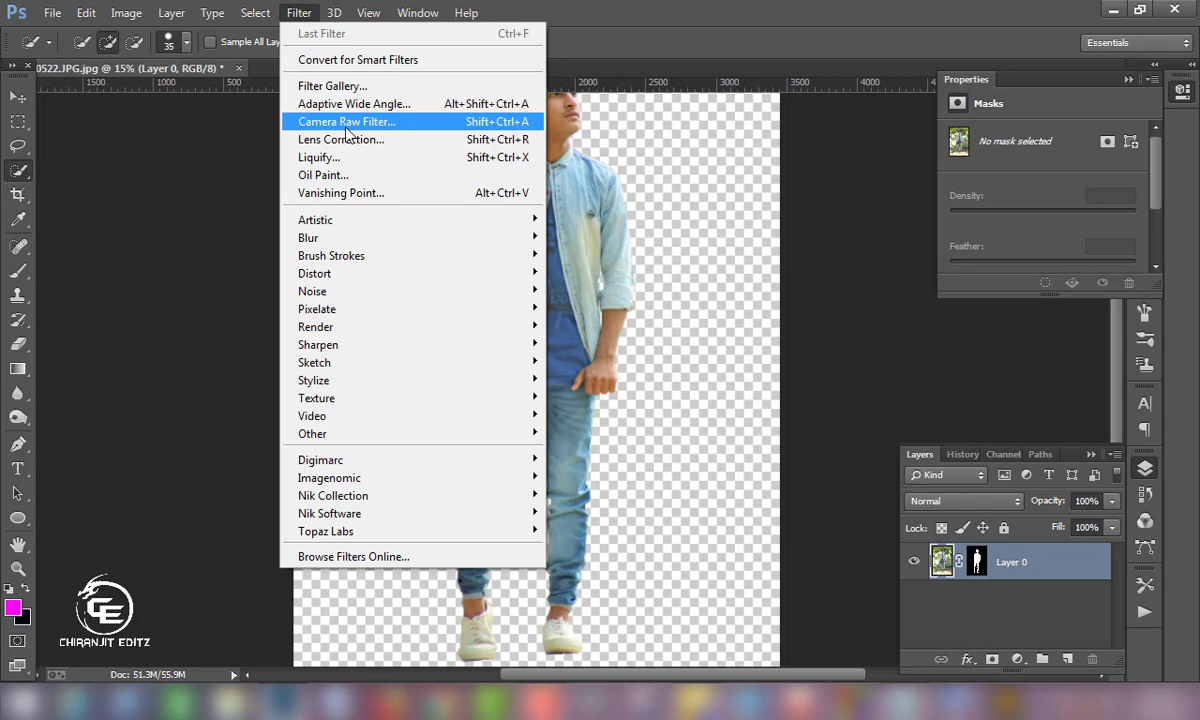 Ps File Edit Image Layer Type Select Filter 3D View Window Help
35 Sample All Lay Essentials
0522.JPG.jpg @ 15% (Layer 0, RGB/8) * ×
1500 1000 500 2000 2500 3000 3500 4000
Last Filter Ctrl+F
Convert for Smart Filters
Filter Gallery...
Adaptive Wide Angle... Alt+Shift+Ctrl+A
Camera Raw Filter... Shift+Ctrl+A
Lens Correction... Shift+Ctrl+R
Liquify... Shift+Ctrl+X
Oil Paint...
Vanishing Point... Alt+Ctrl+V
Artistic
Blur
Brush Strokes
Distort
Noise
Pixelate
Render
Sharpen
Sketch
Stylize
Texture
Video
Other
Digimarc
Imagenomic
Nik Collection
Nik Software
Topaz Labs
Browse Filters Online...
Properties
Masks
No mask selected
Density:
Feather:
Layers History Channels Paths
Kind
Normal Opacity: 100%
Lock: Fill: 100%
Layer 0
fx
CE
CHIRANJIT EDITZ
Doc: 51.3M/55.9M